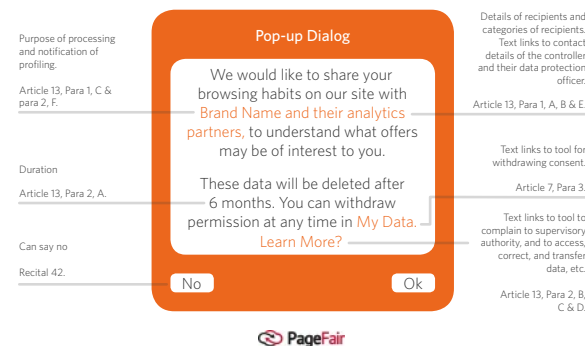 Purpose of processing
and notification of
profiling.
Article 13, Para 1, C &
para 2, F.
Duration
Article 13, Para 2, A.
Can say no
Recital 42.
Pop-up Dialog
We would like to share your
browsing habits on our site with
Brand Name and their analytics
partners, to understand what offers
may be of interest to you.
These data will be deleted after
6 months. You can withdraw
permission at any time in My Data.
Learn More?
No
Ok
Details of recipients and
categories of recipients.
Text links to contact
details of the controller
and their data protection
officer.
Article 13, Para 1, A, B & E.
Text links to tool for
withdrawing consent.
Article 7, Para 3.
Text links to tool to
complain to supervisory
authority, and to access,
correct, and transfer
data, etc.
Article 13, Para 2, B,
C & D.
PageFair